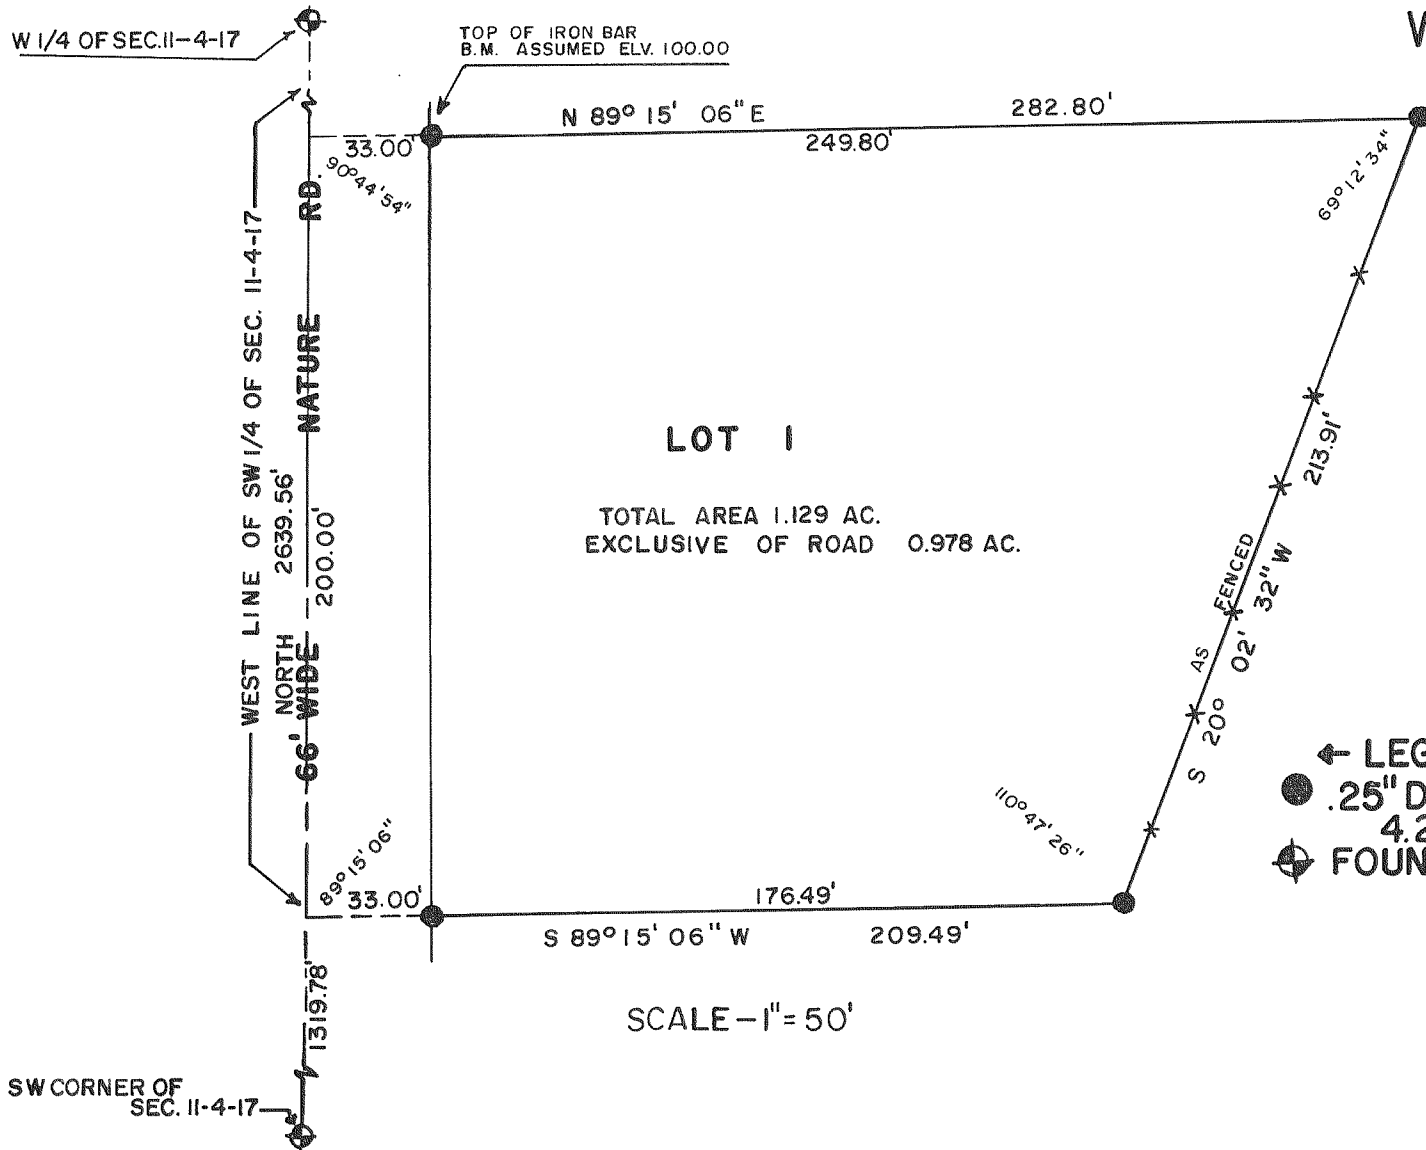 W 1/4 OF SEC.11-4-17
TOP OF IRON BAR
B.M. ASSUMED ELV. 100.00
V
N 89° 15' 06" E
282.80'
33.00'
249.80'
90°44'54"
69°12'34"
WEST LINE OF SW 1/4 OF SEC. 11-4-17
NORTH 2639.56'
66' WIDE NATURE RD.
200.00'
LOT 1
TOTAL AREA 1.129 AC.
EXCLUSIVE OF ROAD 0.978 AC.
213.91'
AS FENCED
S 20° 02' 32" W
← LEG
.25" D
4.2
FOUN
110°47'26"
89°15'06"
33.00'
176.49'
S 89°15' 06" W
209.49'
1319.78'
SCALE-1"=50'
SW CORNER OF
SEC. 11-4-17